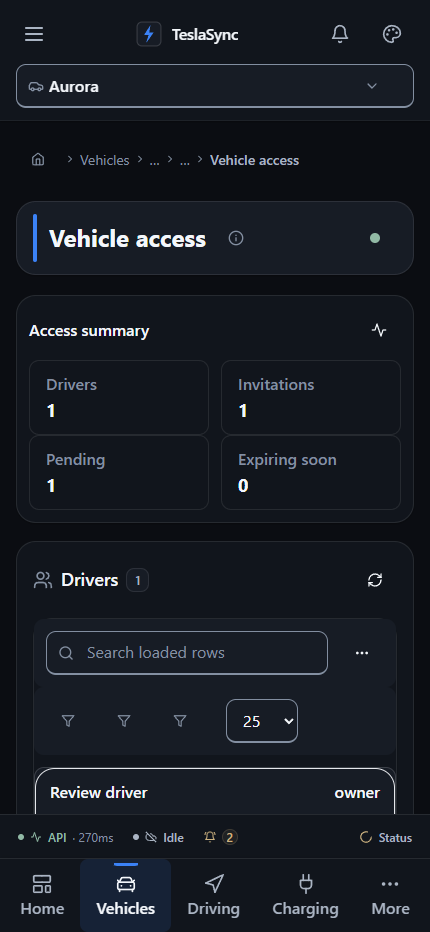 TeslaSync
Aurora
Vehicles ... ... Vehicle access
Vehicle access
Access summary
Drivers
1
Invitations
1
Pending
1
Expiring soon
0
Drivers 1
Search loaded rows
25
Review driver owner
API · 270ms Idle 2 Status
Home Vehicles Driving Charging More